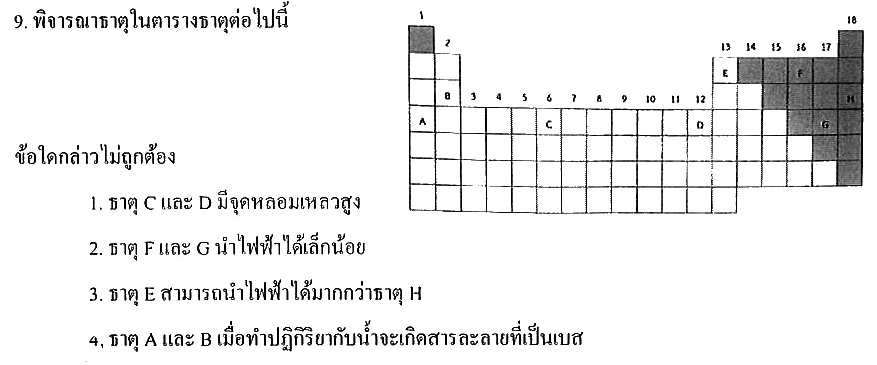 9. พิจารณาธาตุในตารางธาตุต่อไปนี้
1 18
2 13 14 15 16 17
E F
B 3 4 5 6 7 8 9 10 11 12 H
A C D G
ข้อใดกล่าวไม่ถูกต้อง
1. ธาตุ C และ D มีจุดหลอมเหลวสูง
2. ธาตุ F และ G นำไฟฟ้าได้เล็กน้อย
3. ธาตุ E สามารถนำไฟฟ้าได้มากกว่าธาตุ H
4. ธาตุ A และ B เมื่อทำปฏิกิริยากับน้ำจะเกิดสารละลายที่เป็นเบส